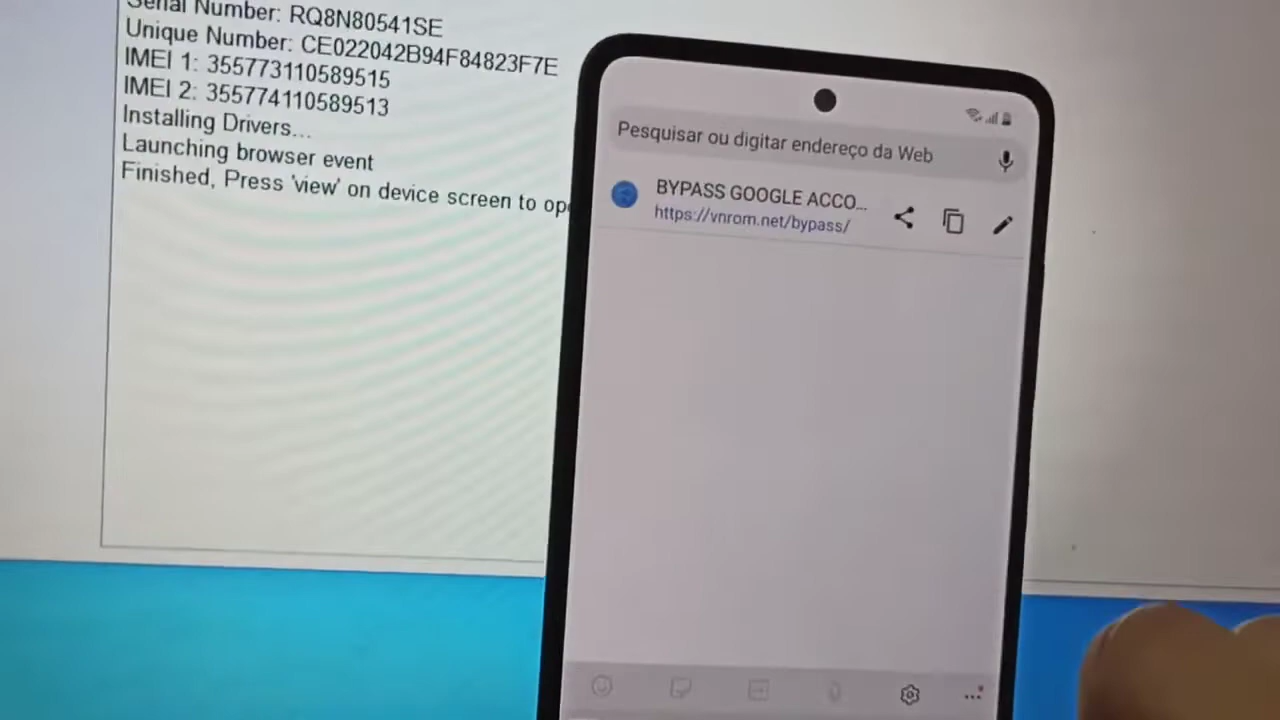 Serial Number: RQ8N80541SE
Unique Number: CE022042B94F84823F7E
IMEI 1: 355773110589515
IMEI 2: 355774110589513
Installing Drivers...
Launching browser event
Finished, Press 'view' on device screen to op
Pesquisar ou digitar endereço da Web
BYPASS GOOGLE ACCO...
https://vnrom.net/bypass/